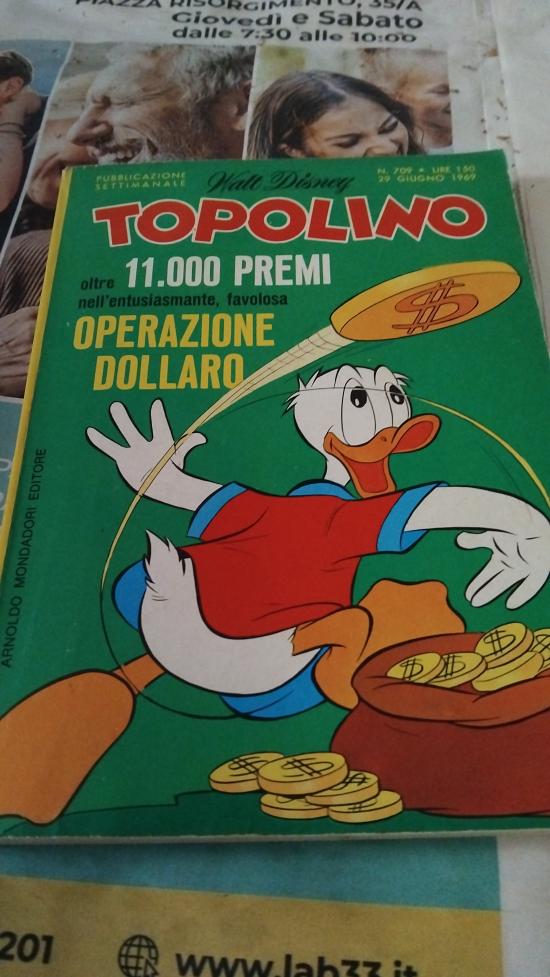 PIAZZA RISORGIMENTO, 35/A
Giovedì e Sabato
dalle 7:30 alle 10:00
PUBBLICAZIONE
SETTIMANALE
Walt Disney
N. 709 • LIRE 150
29 GIUGNO 1969
TOPOLINO
oltre 11.000 PREMI
nell'entusiasmante, favolosa
OPERAZIONE
DOLLARO
$
ARNOLDO MONDADORI EDITORE
$ $ $ $
$ $ $ $
201
www.lab33.it